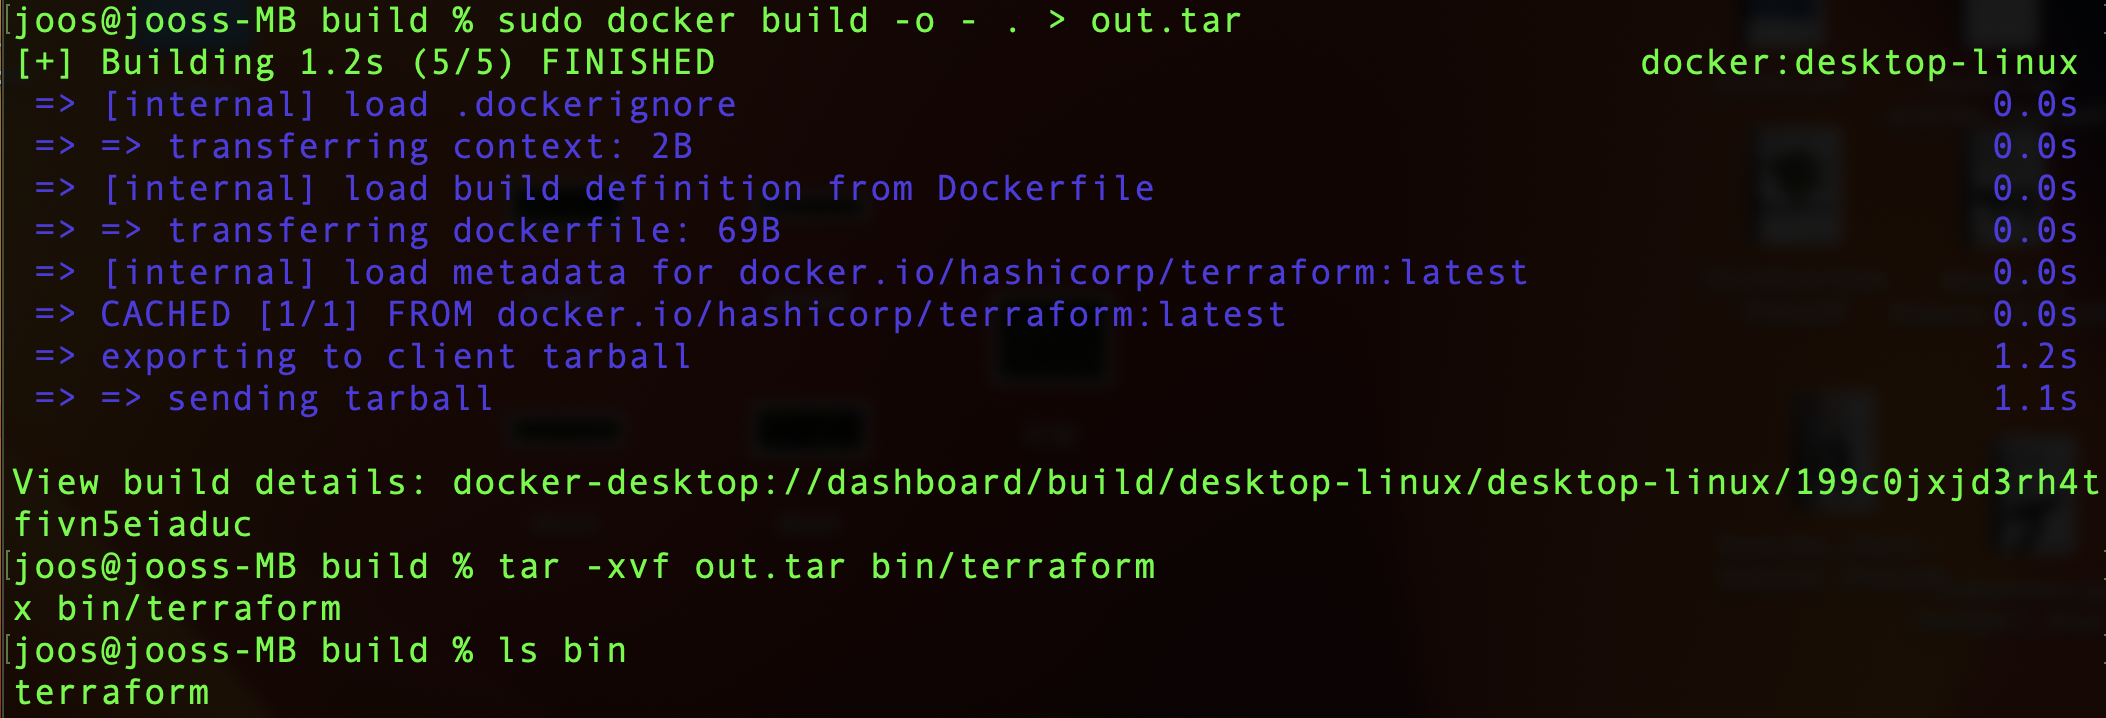 joos@jooss-MB build % sudo docker build -o - . > out.tar
[+] Building 1.2s (5/5) FINISHED docker:desktop-linux
=> [internal] load .dockerignore 0.0s
=> => transferring context: 2B 0.0s
=> [internal] load build definition from Dockerfile 0.0s
=> => transferring dockerfile: 69B 0.0s
=> [internal] load metadata for docker.io/hashicorp/terraform:latest 0.0s
=> CACHED [1/1] FROM docker.io/hashicorp/terraform:latest 0.0s
=> exporting to client tarball 1.2s
=> => sending tarball 1.1s
View build details: docker-desktop://dashboard/build/desktop-linux/desktop-linux/199c0jxjd3rh4t
fivn5eiaduc
joos@jooss-MB build % tar -xvf out.tar bin/terraform
x bin/terraform
joos@jooss-MB build % ls bin
terraform